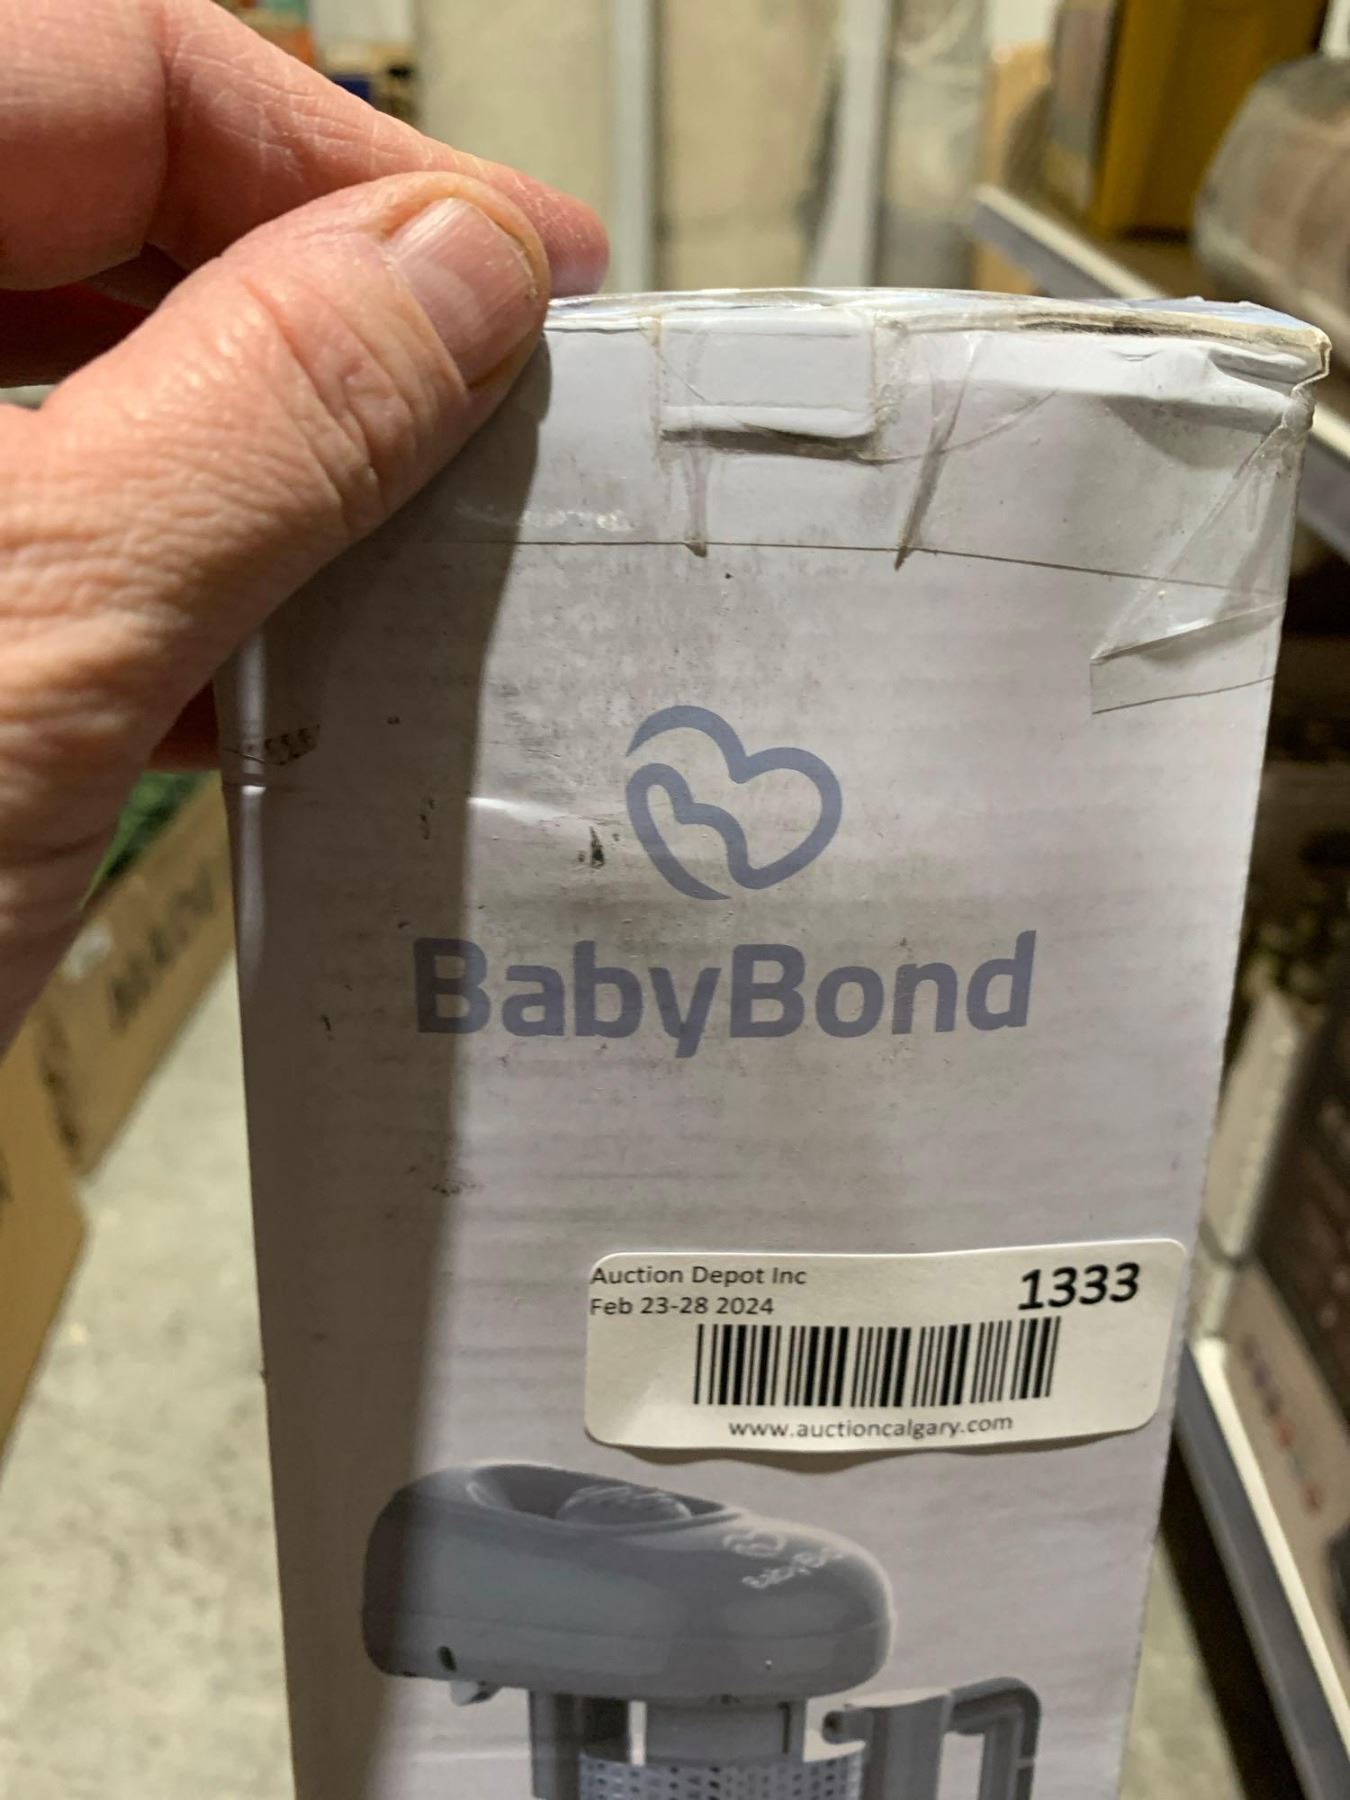 BabyBond
Auction Depot Inc
1333
Feb 23-28 2024
www.auctioncalgary.com